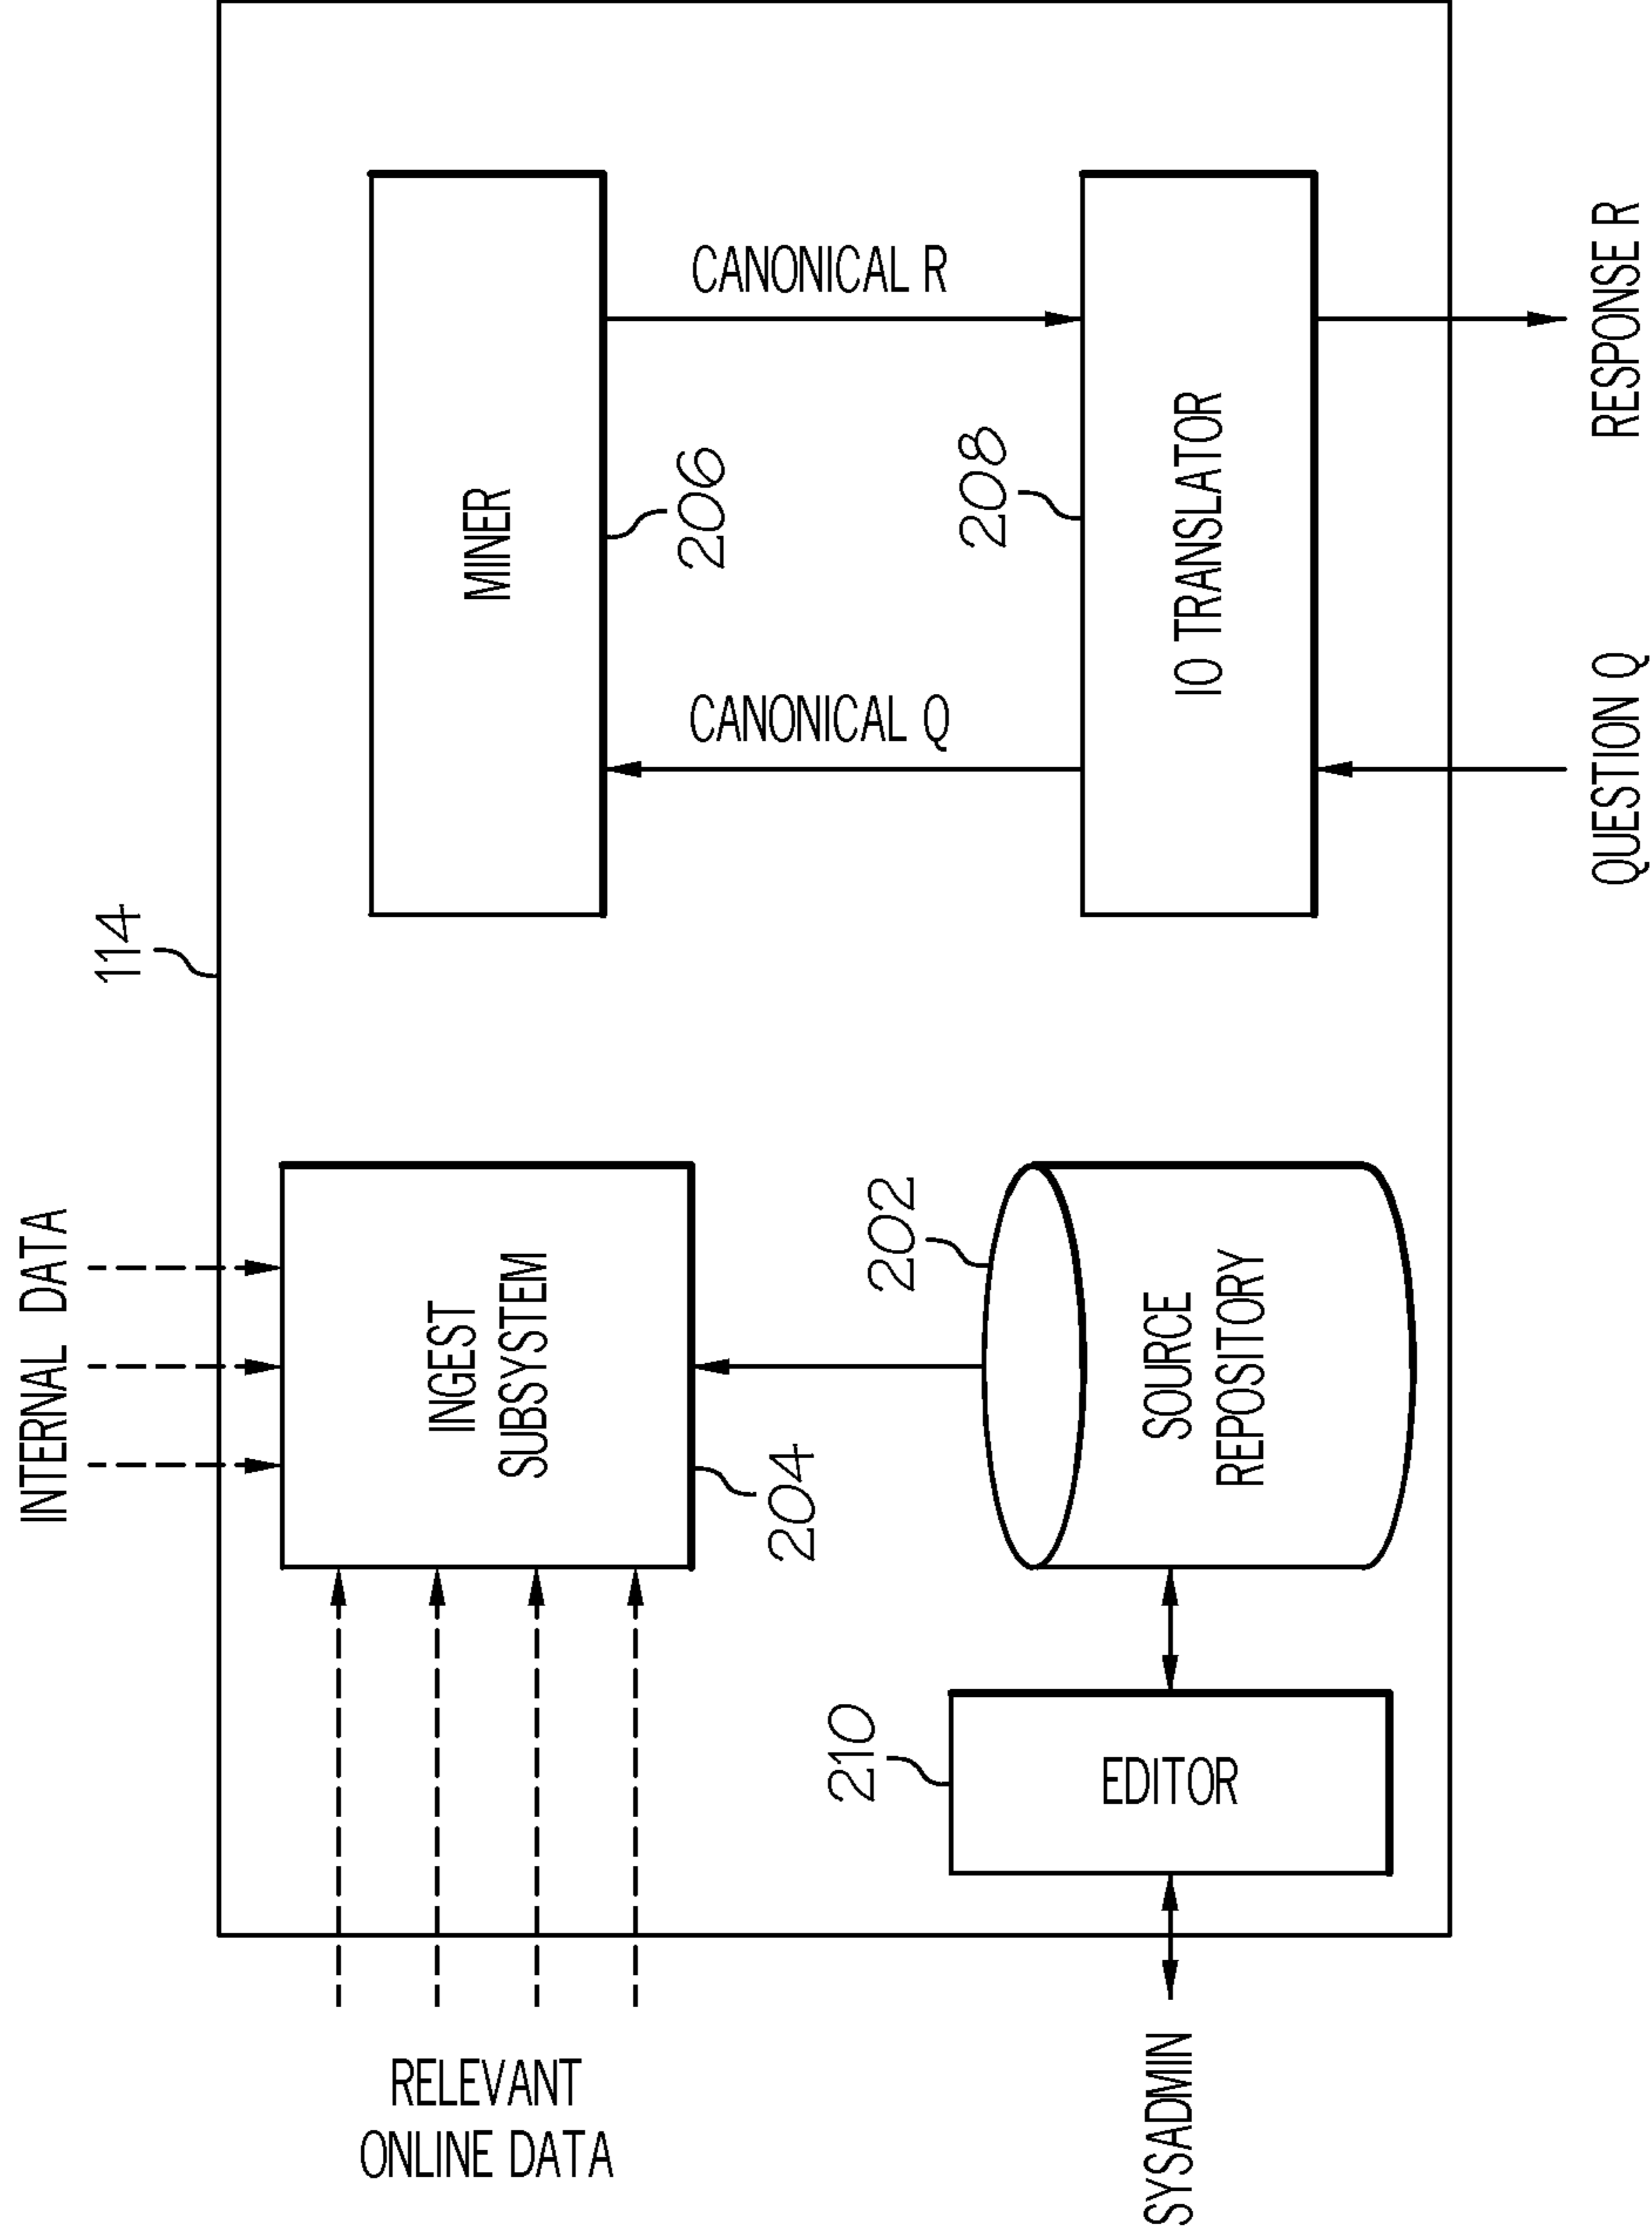 INTERNAL DATA
114
RELEVANT
ONLINE DATA
INGEST
SUBSYSTEM
204
MINER
206
CANONICAL Q
CANONICAL R
202
208
210
SYSADMIN
EDITOR
SOURCE
REPOSITORY
IO TRANSLATOR
QUESTION Q
RESPONSE R